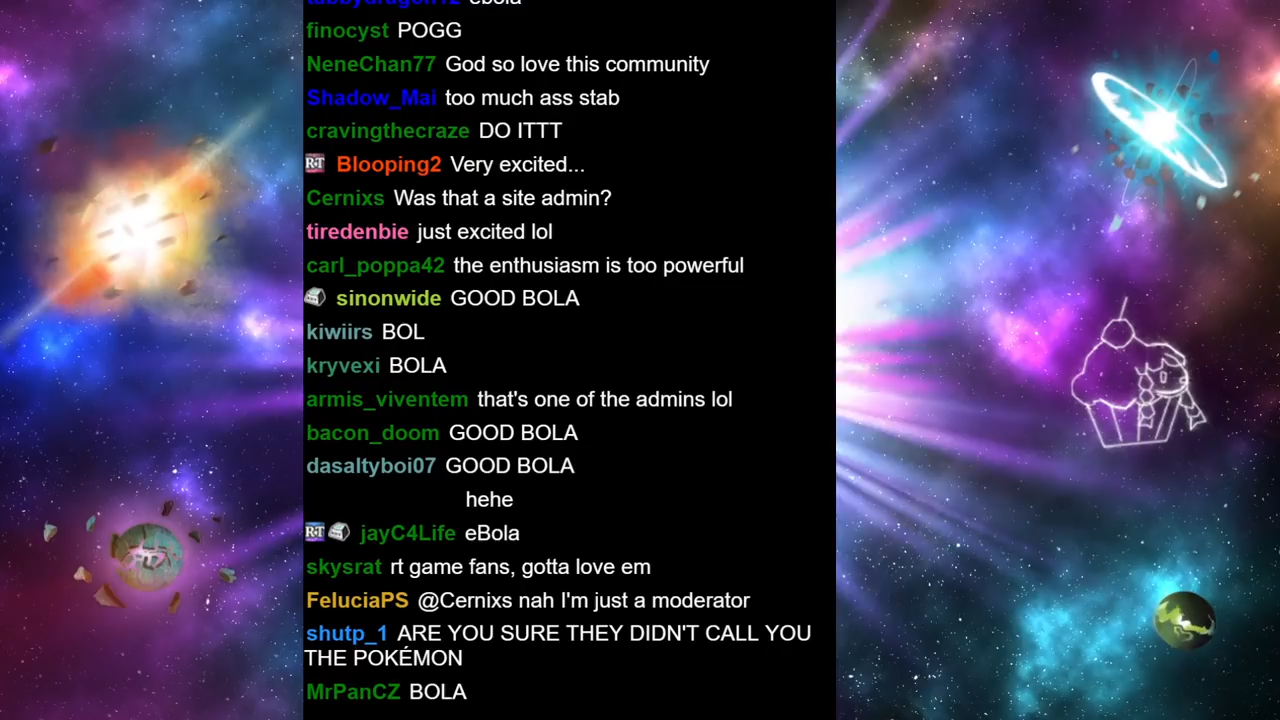 tabbydragon12 ebola
finocyst POGG
NeneChan77 God so love this community
Shadow_Mai too much ass stab
cravingthecraze DO ITTT
RT Blooping2 Very excited...
Cernixs Was that a site admin?
tiredenbie just excited lol
carl_poppa42 the enthusiasm is too powerful
sinonwide GOOD BOLA
kiwiirs BOL
kryvexi BOLA
armis_viventem that's one of the admins lol
bacon_doom GOOD BOLA
dasaltyboi07 GOOD BOLA
hehe
RT jayC4Life eBola
skysrat rt game fans, gotta love em
FeluciaPS @Cernixs nah I'm just a moderator
shutp_1 ARE YOU SURE THEY DIDN'T CALL YOU
THE POKÉMON
MrPanCZ BOLA